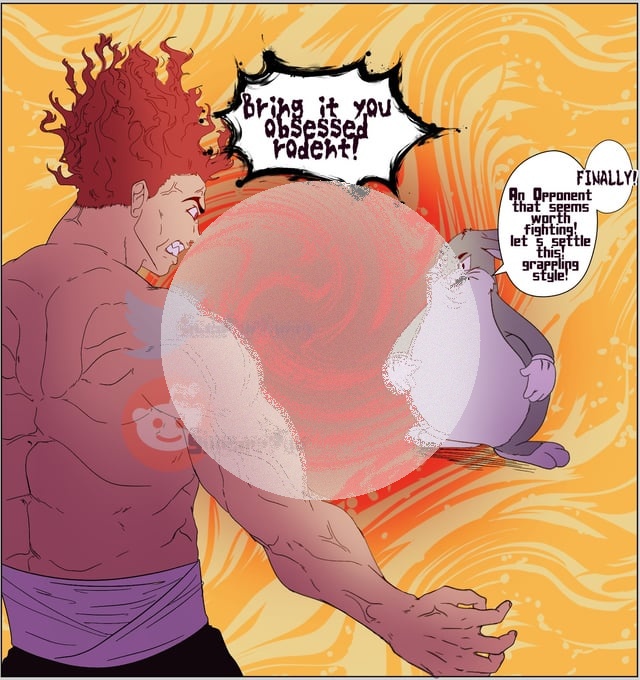 Bring it you
obsessed
rodent!
FINALLY!
An Opponent
that seems
worth
fighting!
let s settle
this,
grappling
style!